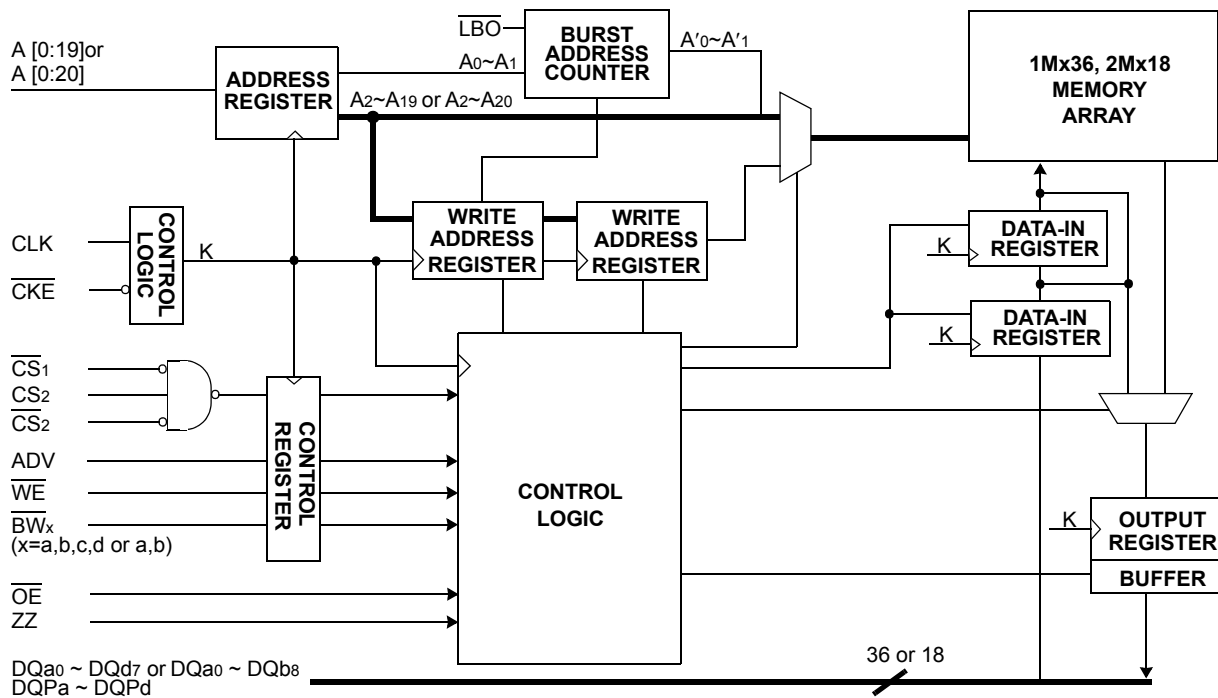 A [0:19]or
A [0:20]
ADDRESS
REGISTER
LBO
BURST
ADDRESS
COUNTER
A0~A1
A′0~A′1
A2~A19 or A2~A20
1Mx36, 2Mx18
MEMORY
ARRAY
CLK
CKE
CONTROL
LOGIC
K
WRITE
ADDRESS
REGISTER
WRITE
ADDRESS
REGISTER
K
DATA-IN
REGISTER
K
DATA-IN
REGISTER
CS1
CS2
CS2
ADV
WE
BWx
(x=a,b,c,d or a,b)
CONTROL
REGISTER
CONTROL
LOGIC
K
OUTPUT
REGISTER
BUFFER
OE
ZZ
DQa0 ~ DQd7 or DQa0 ~ DQb8
DQPa ~ DQPd
36 or 18